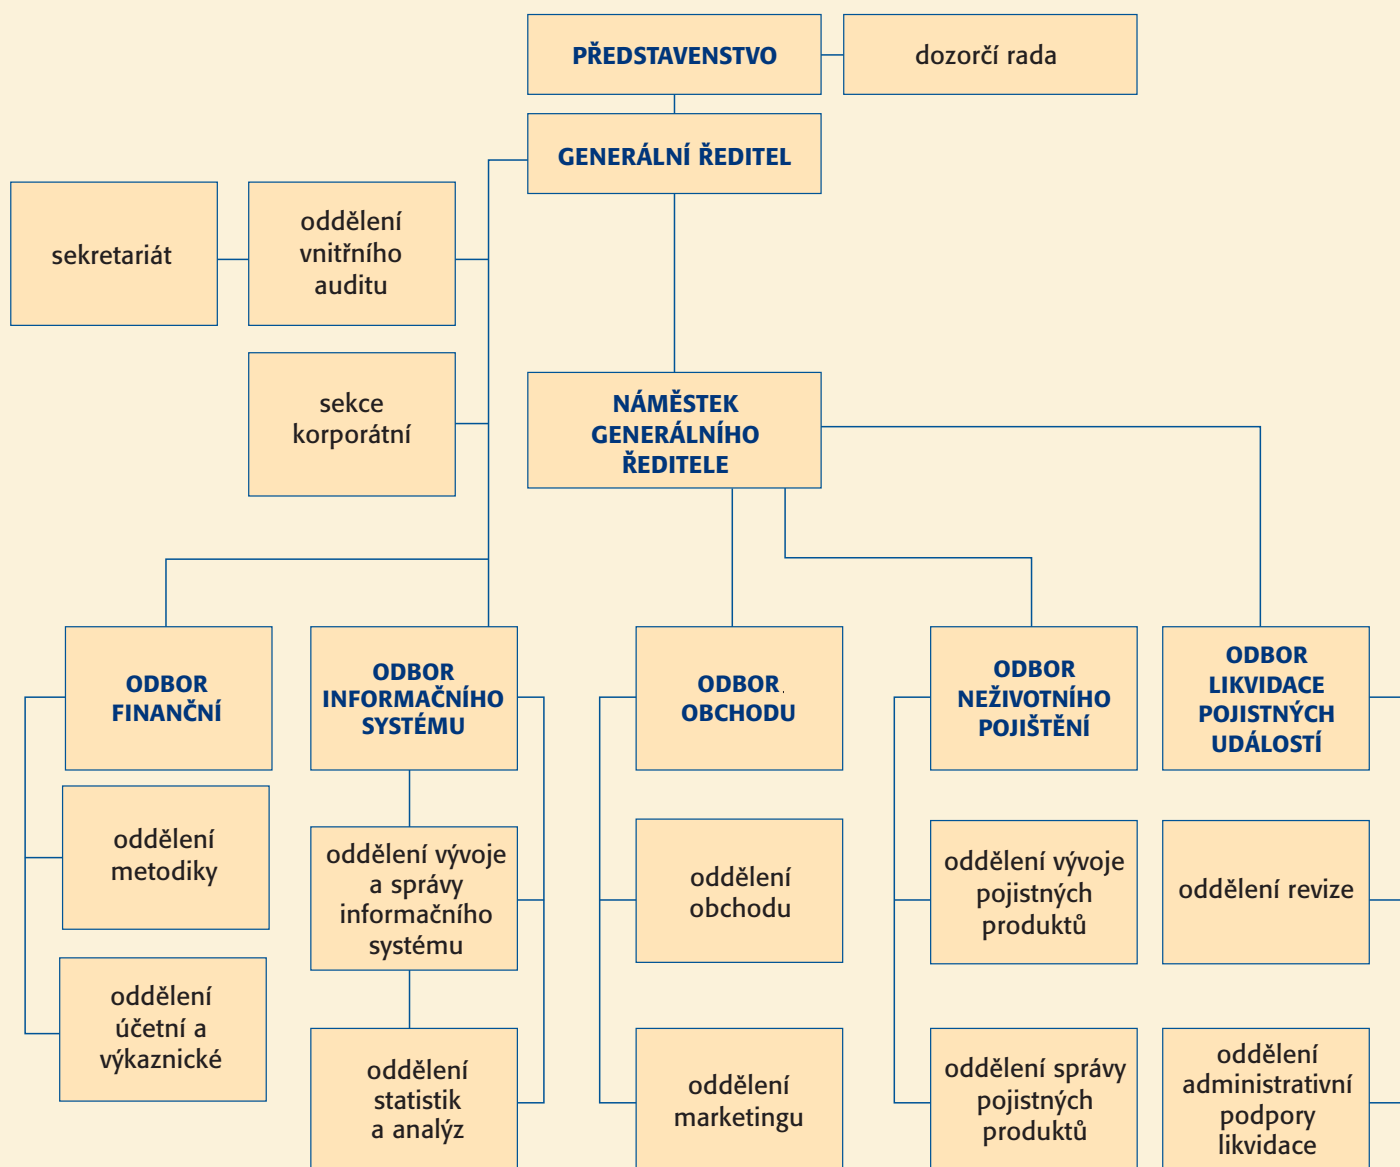 PŘEDSTAVENSTVO
dozorčí rada
GENERÁLNÍ ŘEDITEL
sekretariát
oddělení
vnitřního
auditu
sekce
korporátní
NÁMĚSTEK
GENERÁLNÍHO
ŘEDITELE
ODBOR
FINANČNÍ
ODBOR
INFORMAČNÍHO
SYSTÉMU
ODBOR
OBCHODU
ODBOR
NEŽIVOTNÍHO
POJIŠTĚNÍ
ODBOR
LIKVIDACE
POJISTNÝCH
UDÁLOSTÍ
oddělení
metodiky
oddělení vývoje
a správy
informačního
systému
oddělení
obchodu
oddělení vývoje
pojistných
produktů
oddělení revize
oddělení
účetní a
výkaznické
oddělení
statistik
a analýz
oddělení
marketingu
oddělení správy
pojistných
produktů
oddělení
administrativní
podpory
likvidace